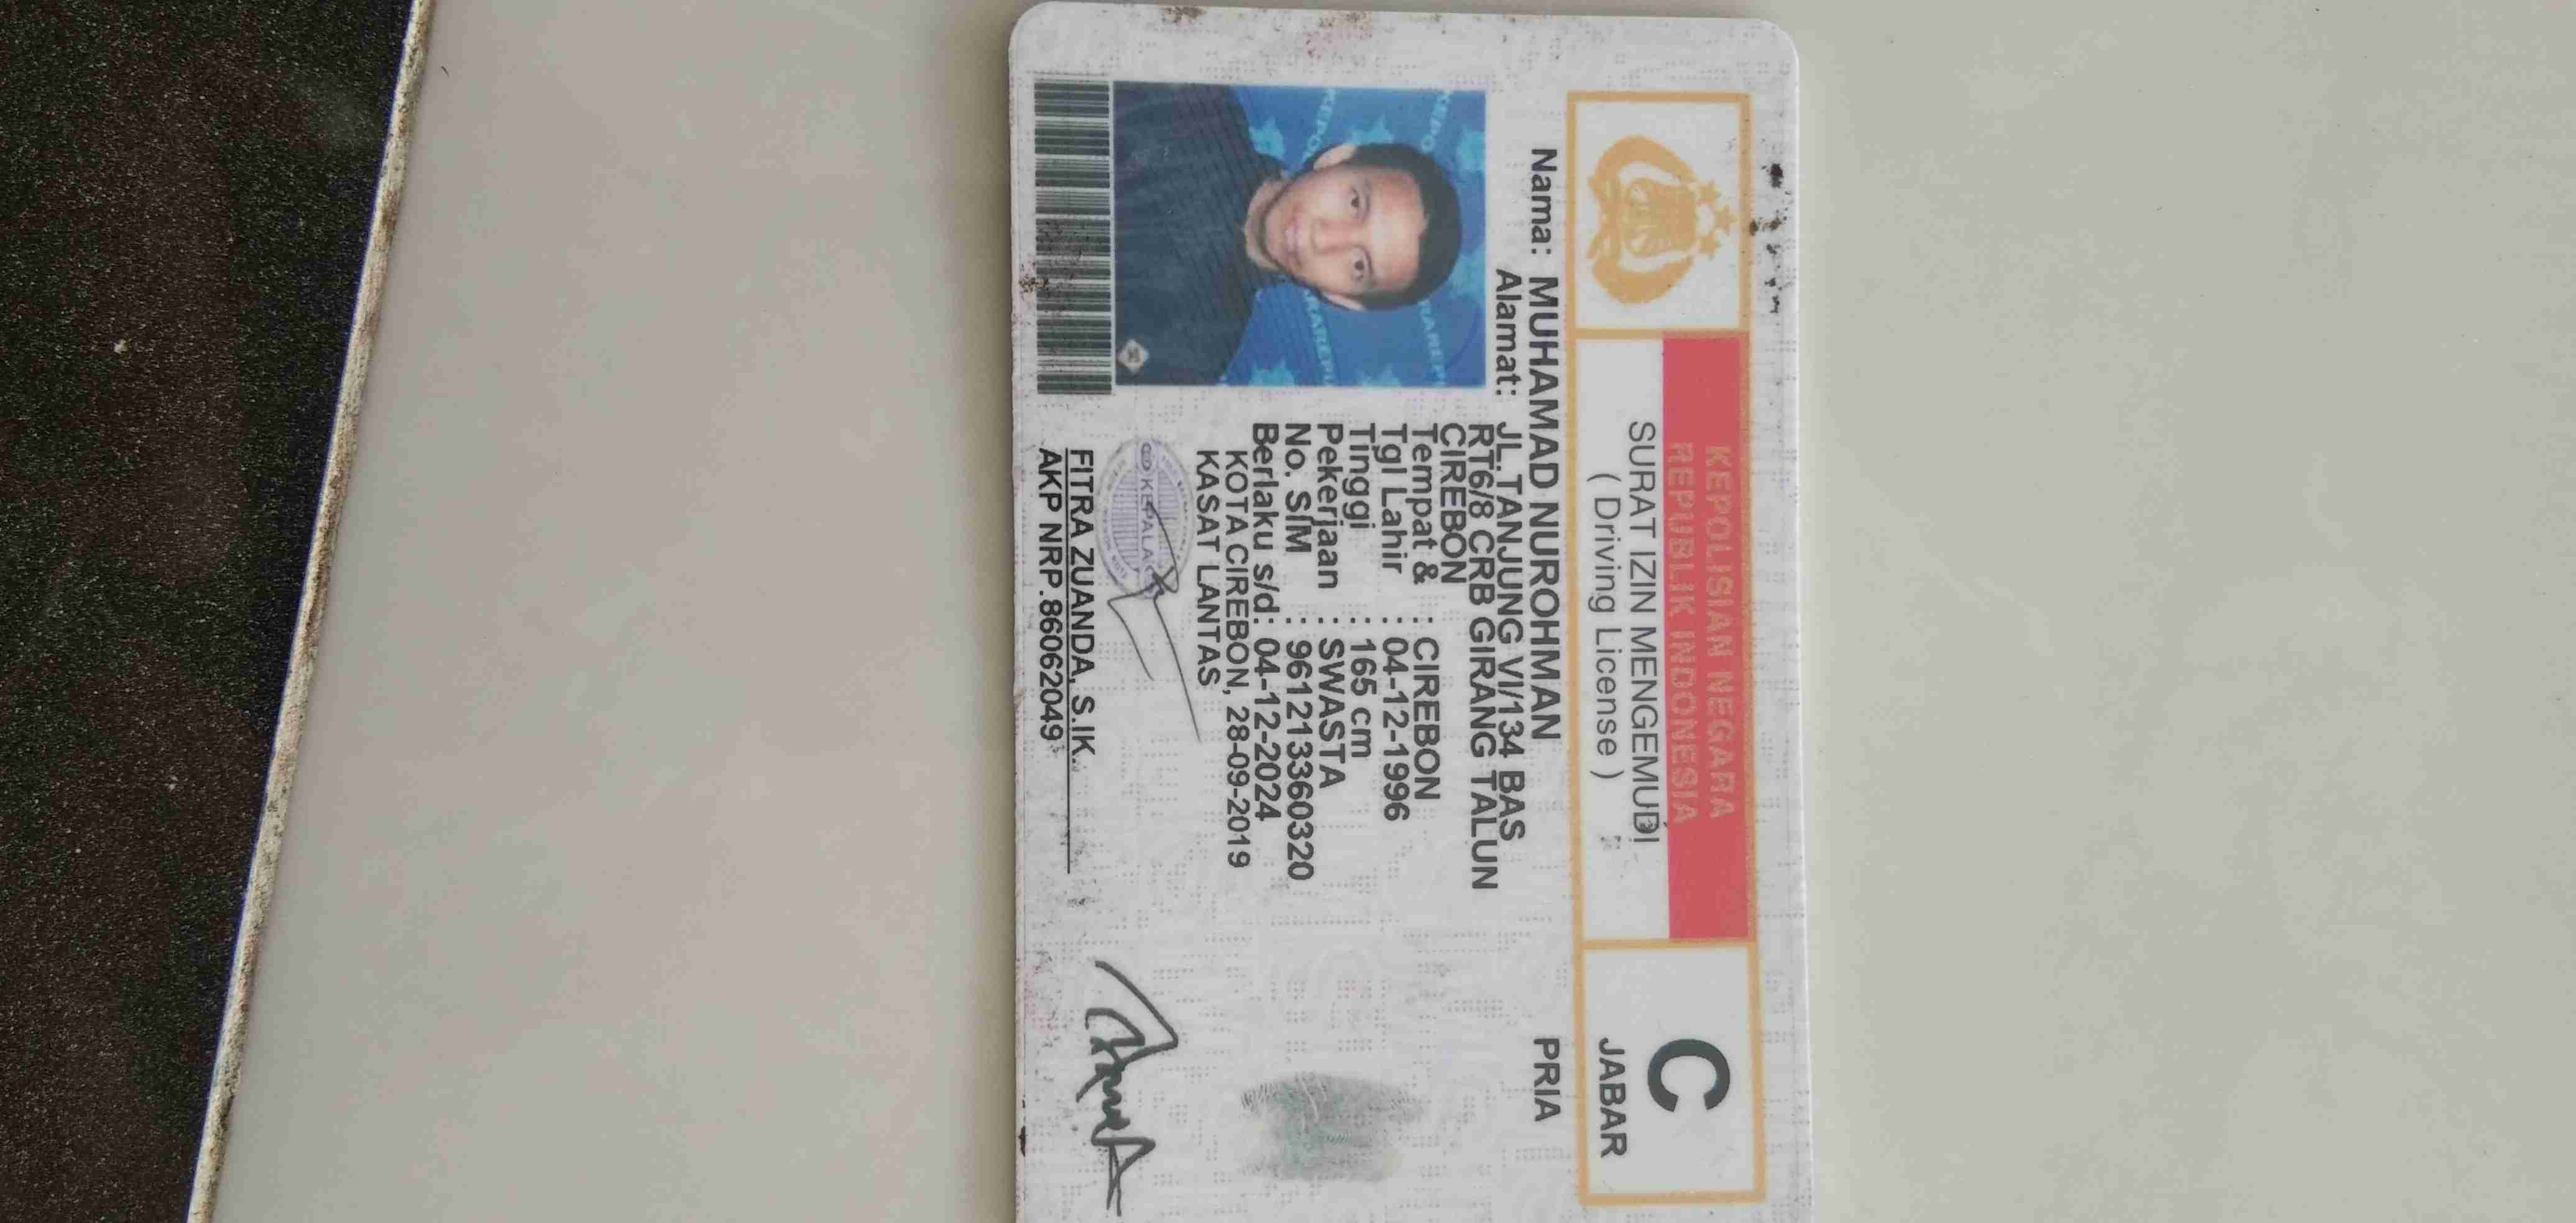 KEPOLISIAN NEGARA
REPUBLIK INDONESIA
SURAT IZIN MENGEMUDI
( Driving License )
C
JABAR
Nama: MUHAMAD NUROHMAN
PRIA
Alamat: JL.TANJUNG VI/134 BAS
RT6/8 CRB GIRANG TALUN
CIREBON
Tempat & : CIREBON
Tgl Lahir : 04-12-1996
Tinggi : 165 cm
Pekerjaan : SWASTA
No. SIM : 961213360320
Berlaku s/d: 04-12-2024
KOTA CIREBON, 28-09-2019
KASAT LANTAS
KEPALA
FITRA ZUANDA, S.IK.
AKP NRP.86062049